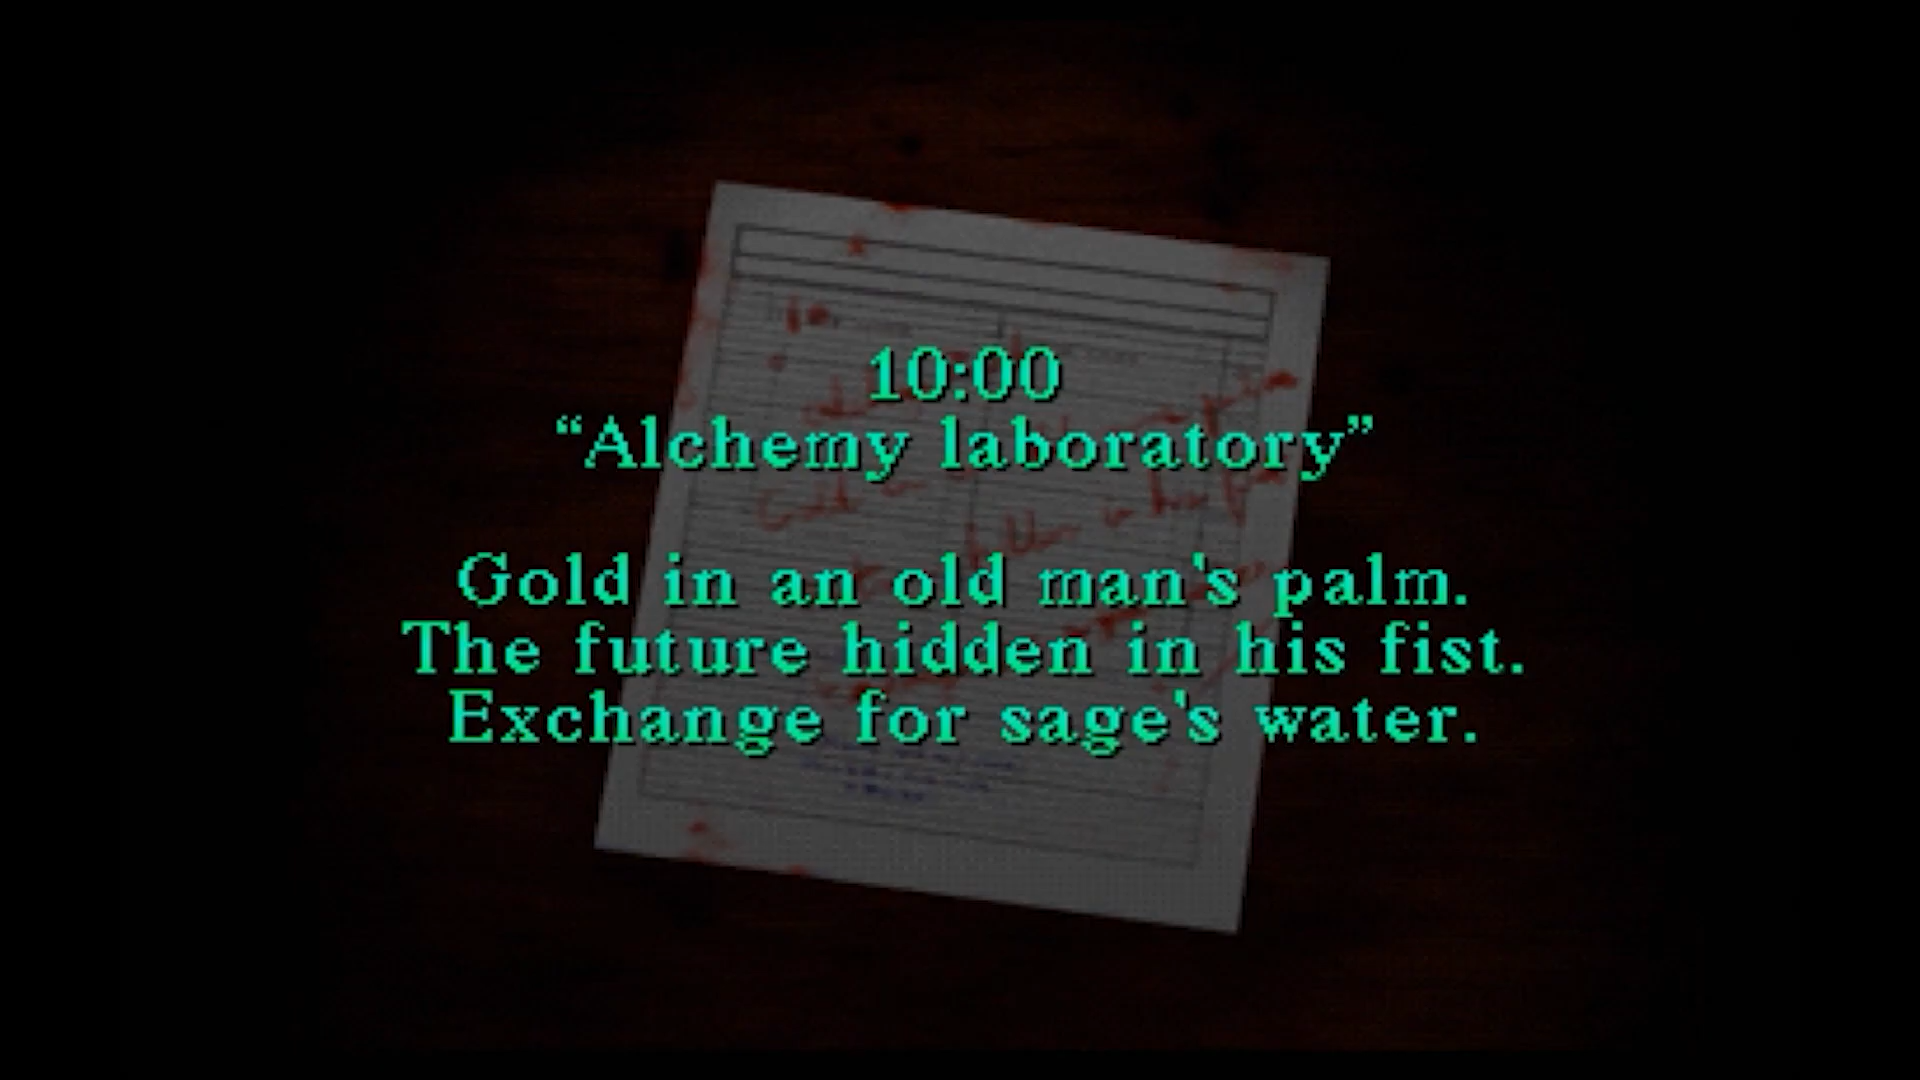 10:00
“Alchemy laboratory”
Gold in an old man's palm.
The future hidden in his fist.
Exchange for sage's water.